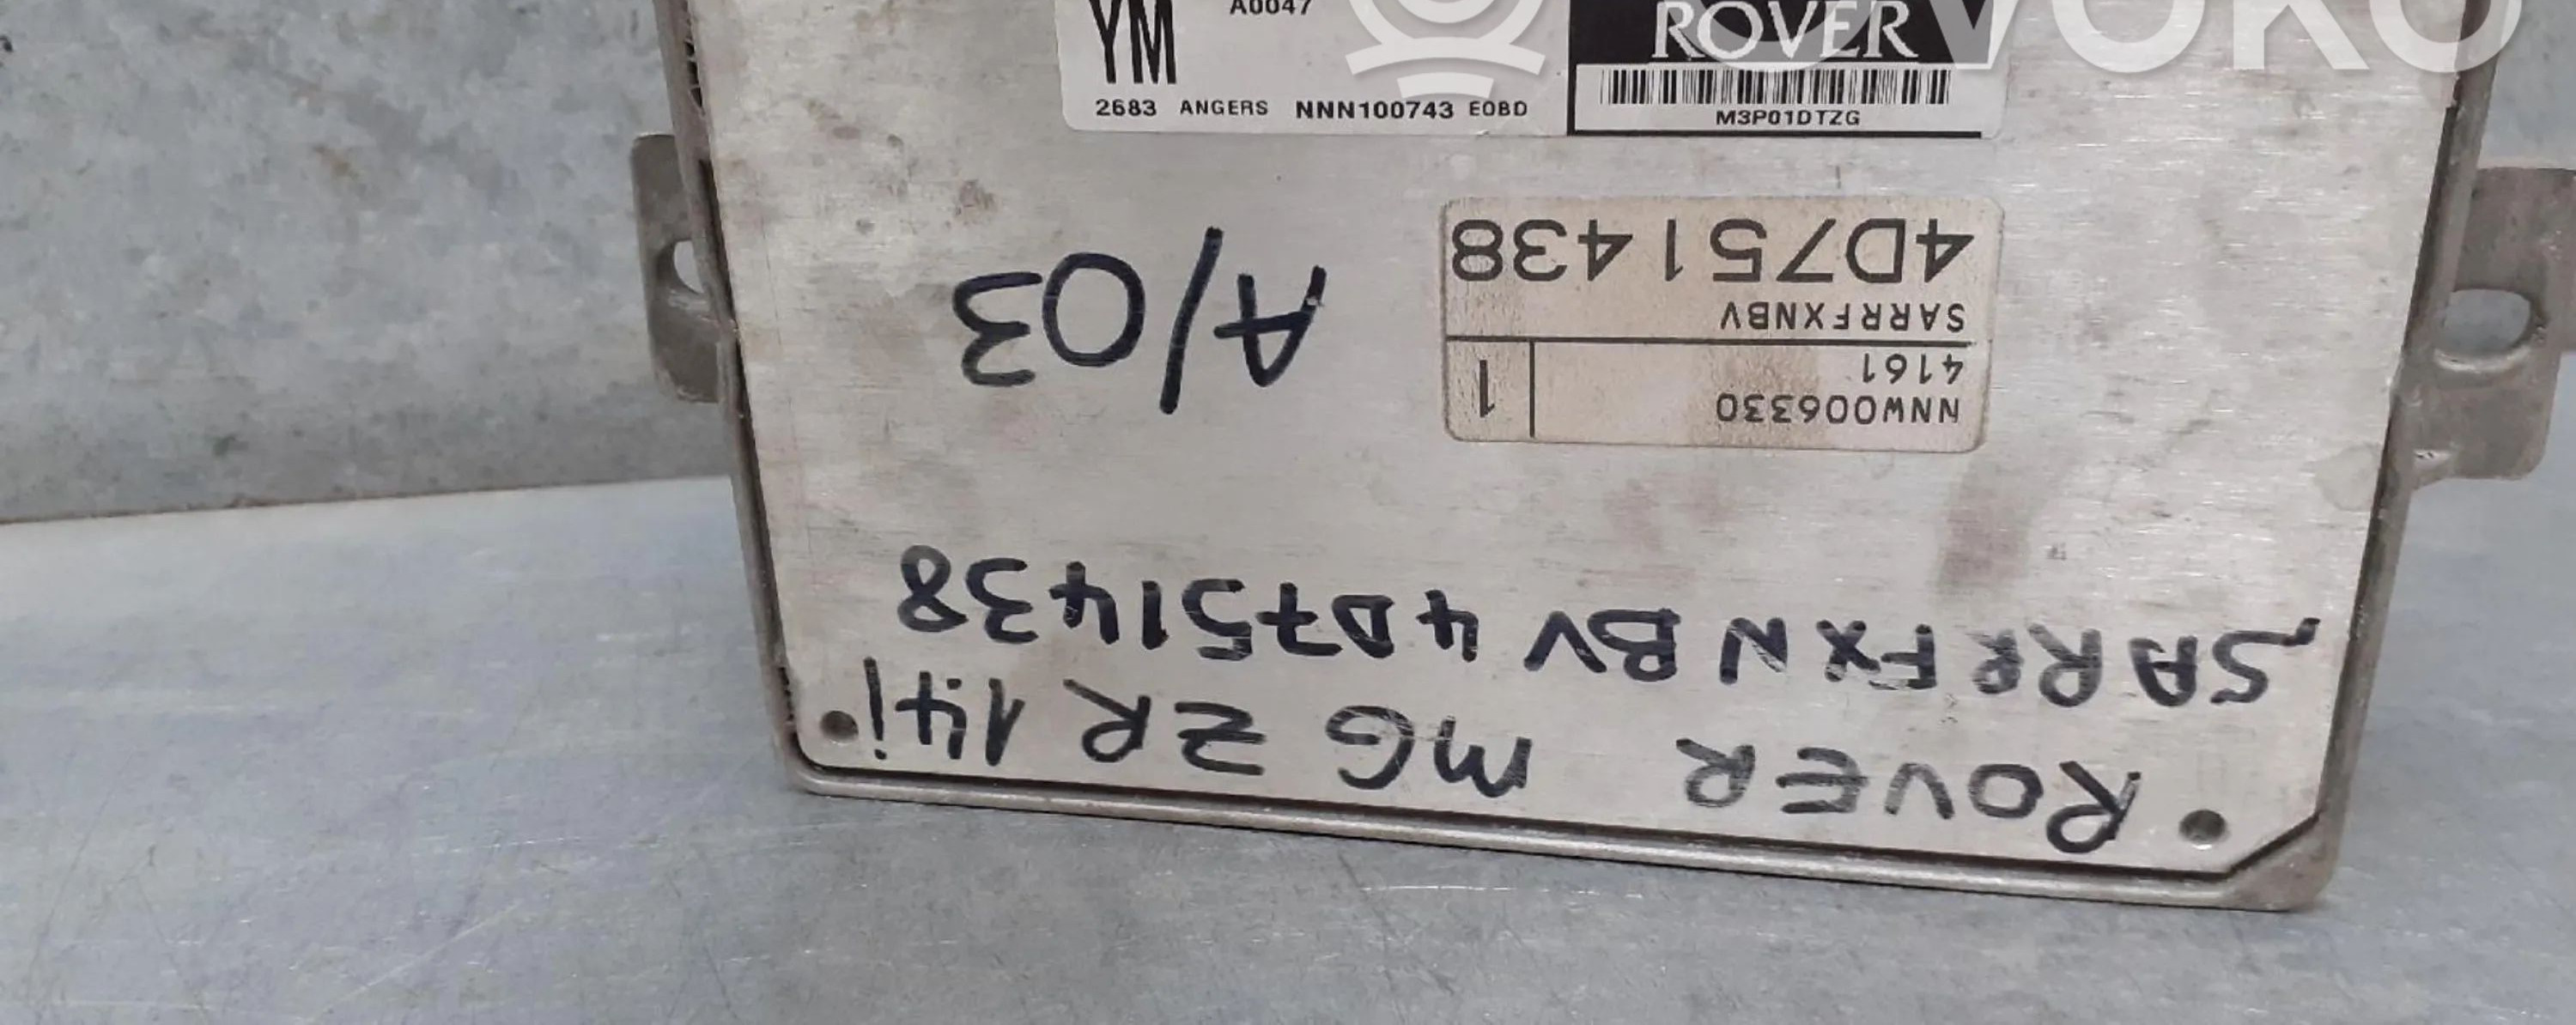 A0047
YM
2683 ANGERS NNN100743 EOBD
ROVER
M3P01DTZG
OVOKO
NNW006330
4161
1
SARRFXNBV
4D751438
A/03
ROVER MG ZR 14i
SARRFXNBV 4D751438